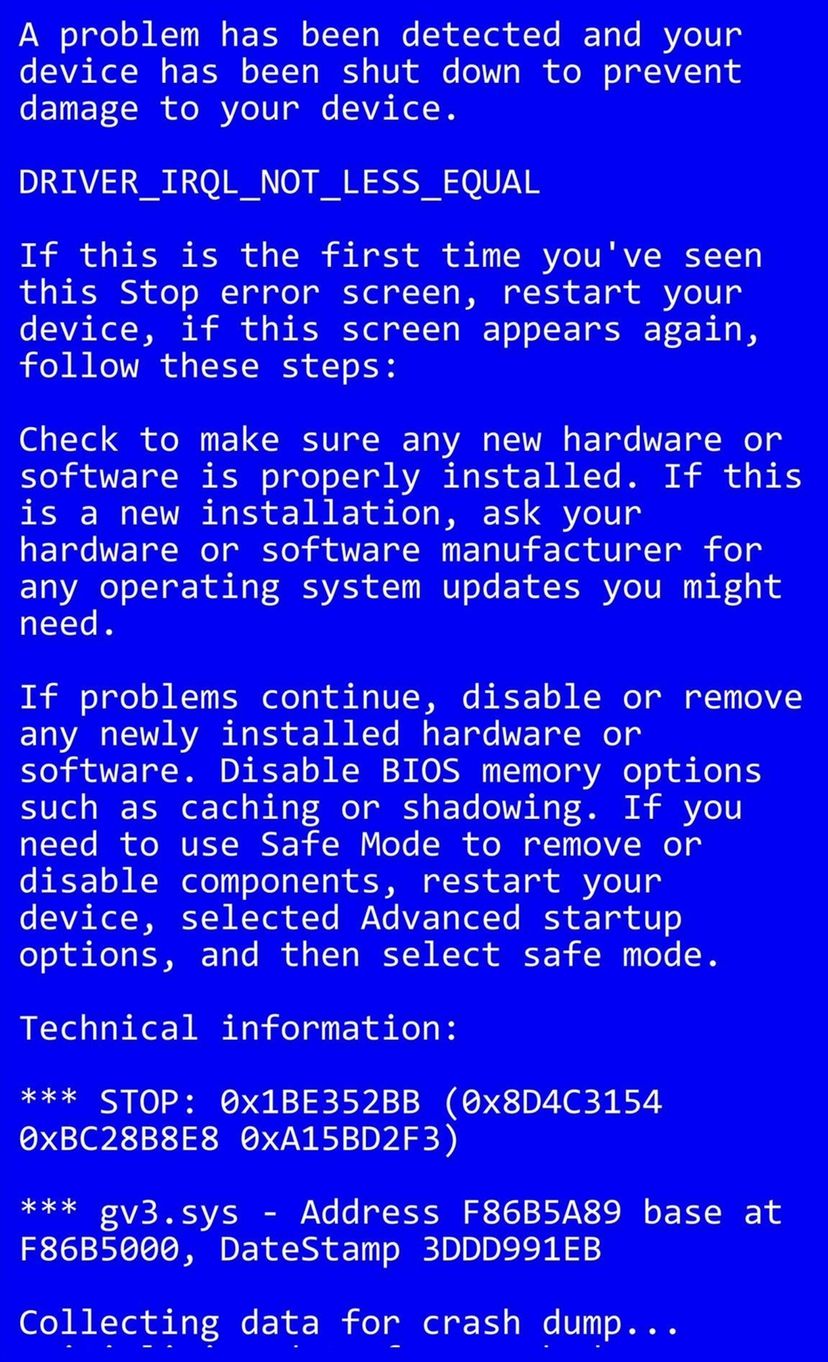 A problem has been detected and your
device has been shut down to prevent
damage to your device.
DRIVER_IRQL_NOT_LESS_EQUAL
If this is the first time you've seen
this Stop error screen, restart your
device, if this screen appears again,
follow these steps:
Check to make sure any new hardware or
software is properly installed. If this
is a new installation, ask your
hardware or software manufacturer for
any operating system updates you might
need.
If problems continue, disable or remove
any newly installed hardware or
software. Disable BIOS memory options
such as caching or shadowing. If you
need to use Safe Mode to remove or
disable components, restart your
device, selected Advanced startup
options, and then select safe mode.
Technical information:
*** STOP: 0x1BE352BB (0x8D4C3154
0xBC28B8E8 0xA15BD2F3)
*** gv3.sys - Address F86B5A89 base at
F86B5000, DateStamp 3DDD991EB
Collecting data for crash dump...